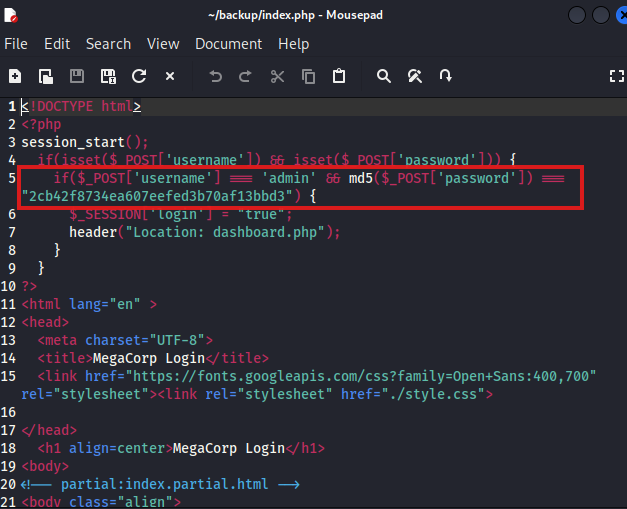 ~/backup/index.php - Mousepad
File Edit Search View Document Help
1 <!DOCTYPE html>
2 <?php
3 session_start();
4 if(isset($_POST['username']) && isset($_POST['password'])) {
5 if($_POST['username'] === 'admin' && md5($_POST['password']) ===
"2cb42f8734ea607eefed3b70af13bbd3") {
6 $_SESSION['login'] = "true";
7 header("Location: dashboard.php");
8 }
9 }
10 ?>
11 <html lang="en" >
12 <head>
13 <meta charset="UTF-8">
14 <title>MegaCorp Login</title>
15 <link href="https://fonts.googleapis.com/css?family=Open+Sans:400,700"
rel="stylesheet"><link rel="stylesheet" href="./style.css">
16
17 </head>
18 <h1 align=center>MegaCorp Login</h1>
19 <body>
20 <!-- partial:index.partial.html -->
21 <body class="align">